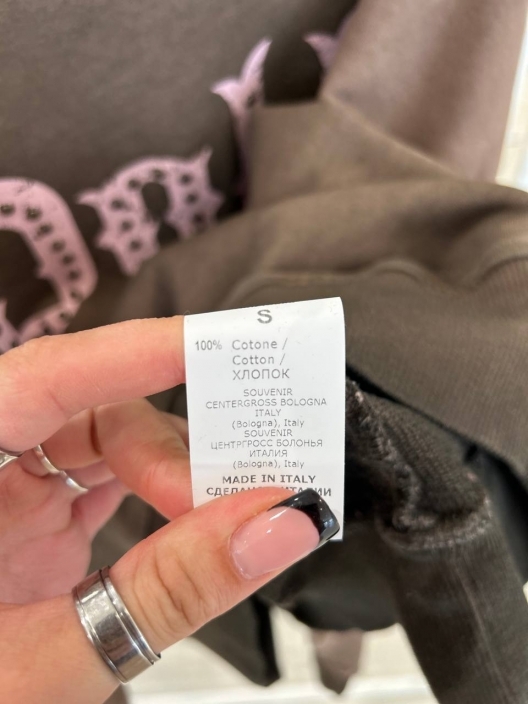 S
100% Cotone /
Cotton /
ХЛОПОК
SOUVENIR
CENTERGROSS BOLOGNA
ITALY
(Bologna), Italy
SOUVENIR
ЦЕНТРГРОСС БОЛОНЬЯ
ИТАЛИЯ
(Bologna), Italy
MADE IN ITALY